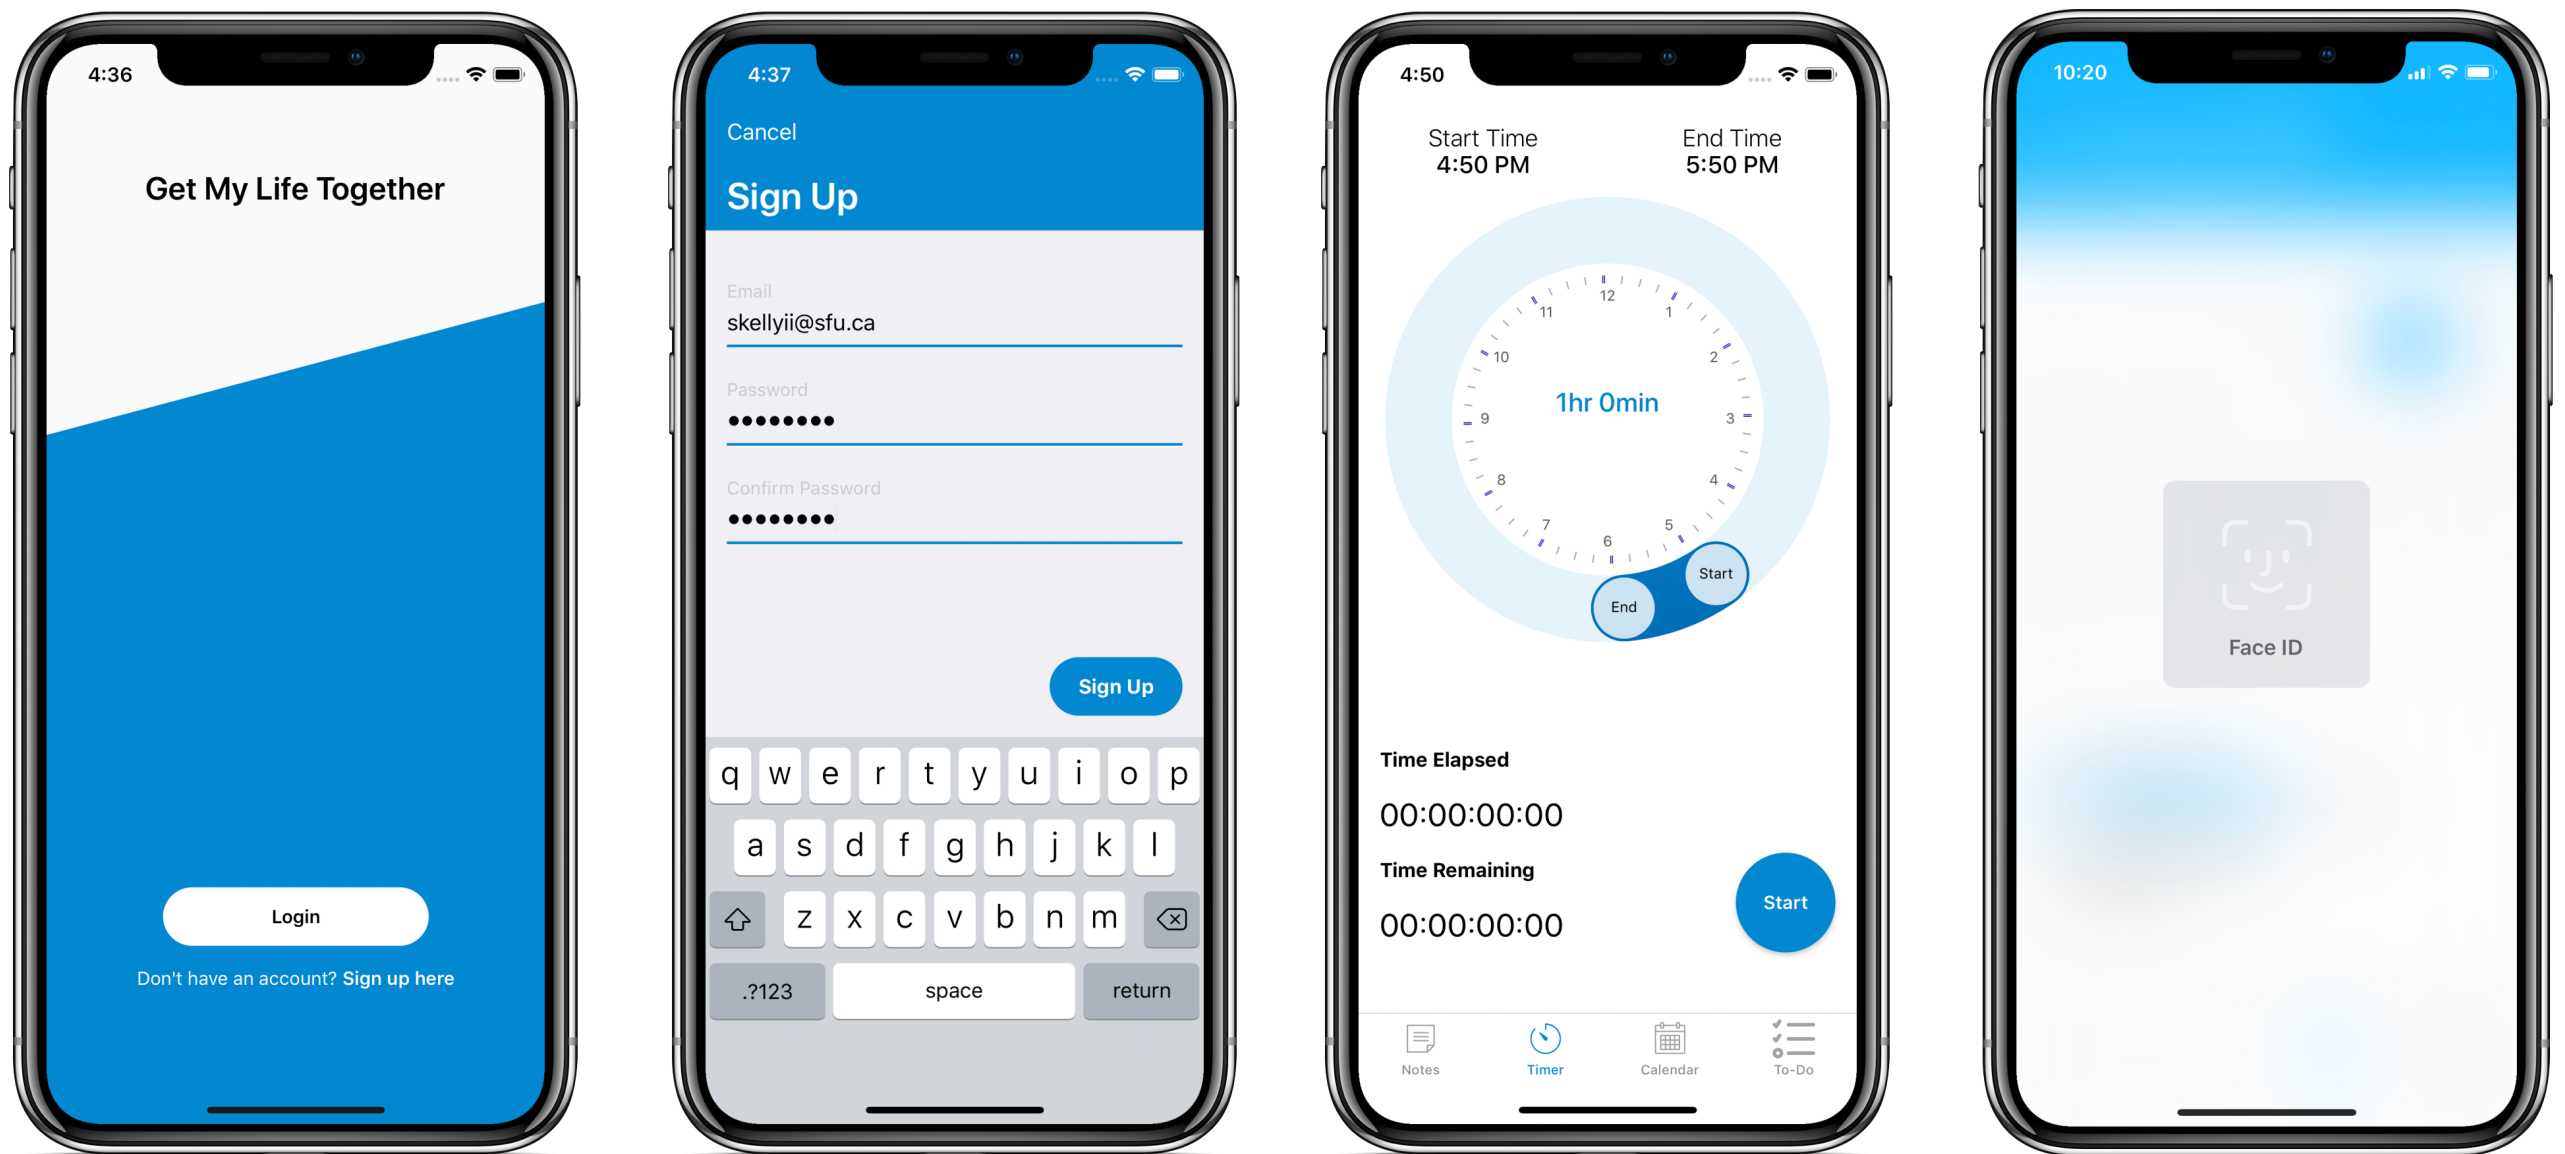 4:36
Get My Life Together
Login
Don't have an account? Sign up here
4:37
Cancel
Sign Up
Email
skellyii@sfu.ca
Password
●●●●●●●●
Confirm Password
●●●●●●●●
Sign Up
q w e r t y u i o p
a s d f g h j k l
z x c v b n m
.?123 space return
4:50
Start Time End Time
4:50 PM 5:50 PM
12
11 1
10 2
1hr 0min
9 3
8 4
7 5
6
Start
End
Time Elapsed
00:00:00:00
Time Remaining
00:00:00:00
Start
Notes Timer Calendar To-Do
10:20
Face ID